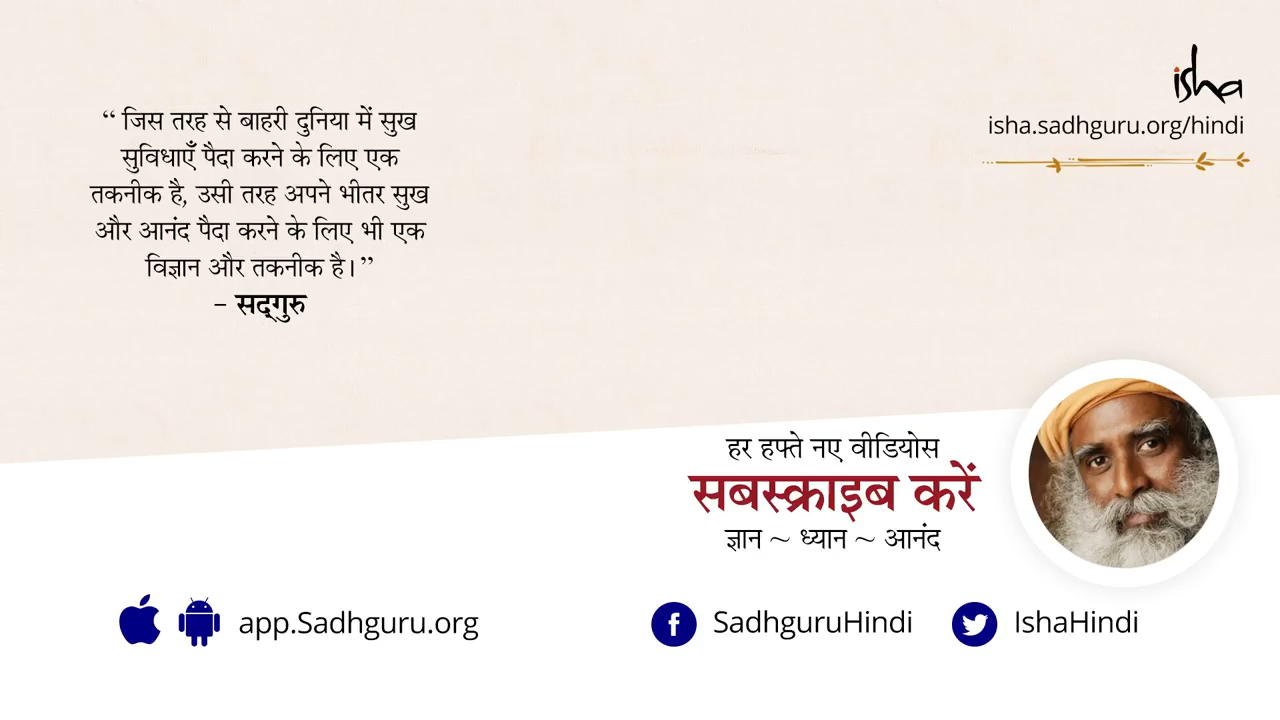 “ जिस तरह से बाहरी दुनिया में सुख
सुविधाएँ पैदा करने के लिए एक
तकनीक है, उसी तरह अपने भीतर सुख
और आनंद पैदा करने के लिए भी एक
विज्ञान और तकनीक है।”
- सद्‌गुरु
isha
isha.sadhguru.org/hindi
हर हफ्ते नए वीडियोस
सबस्क्राइब करें
ज्ञान ~ ध्यान ~ आनंद
app.Sadhguru.org
SadhguruHindi
IshaHindi